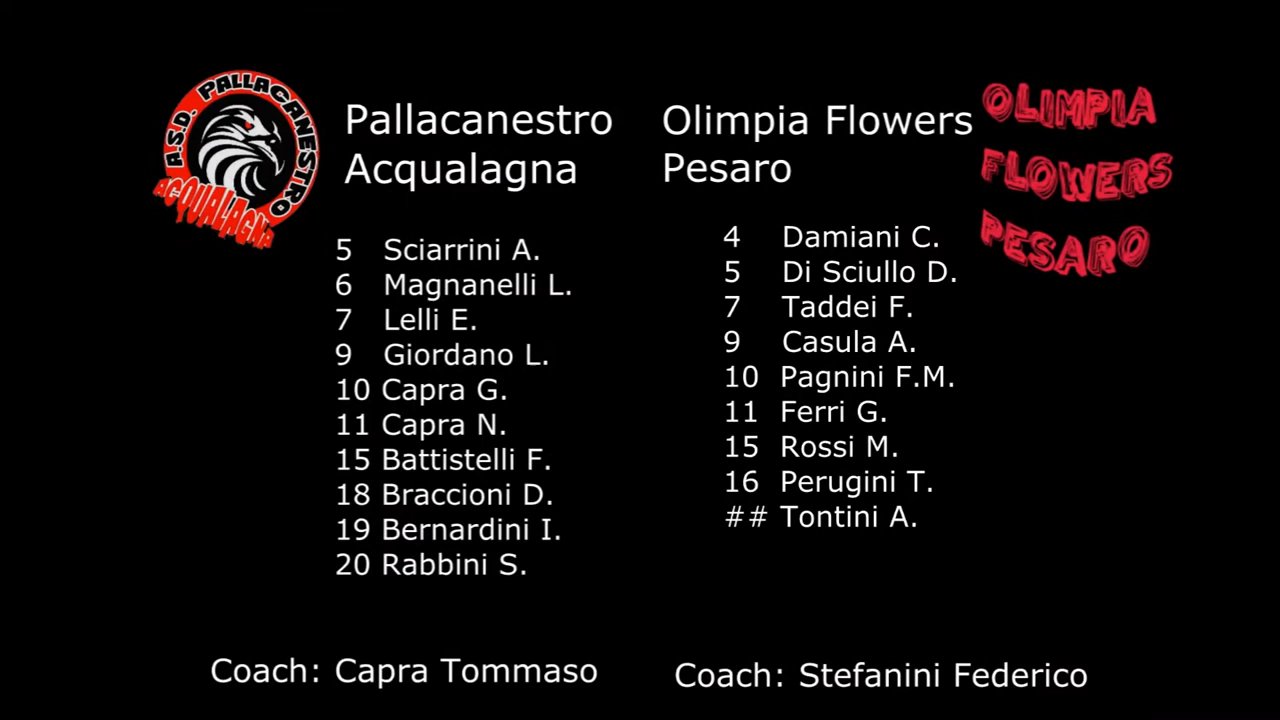 A.S.D. PALLACANESTRO
ACQUALAGNA
Pallacanestro
Acqualagna
5 Sciarrini A.
6 Magnanelli L.
7 Lelli E.
9 Giordano L.
10 Capra G.
11 Capra N.
15 Battistelli F.
18 Braccioni D.
19 Bernardini I.
20 Rabbini S.
Coach: Capra Tommaso
Olimpia Flowers
Pesaro
OLIMPIA
FLOWERS
PESARO
4 Damiani C.
5 Di Sciullo D.
7 Taddei F.
9 Casula A.
10 Pagnini F.M.
11 Ferri G.
15 Rossi M.
16 Perugini T.
## Tontini A.
Coach: Stefanini Federico